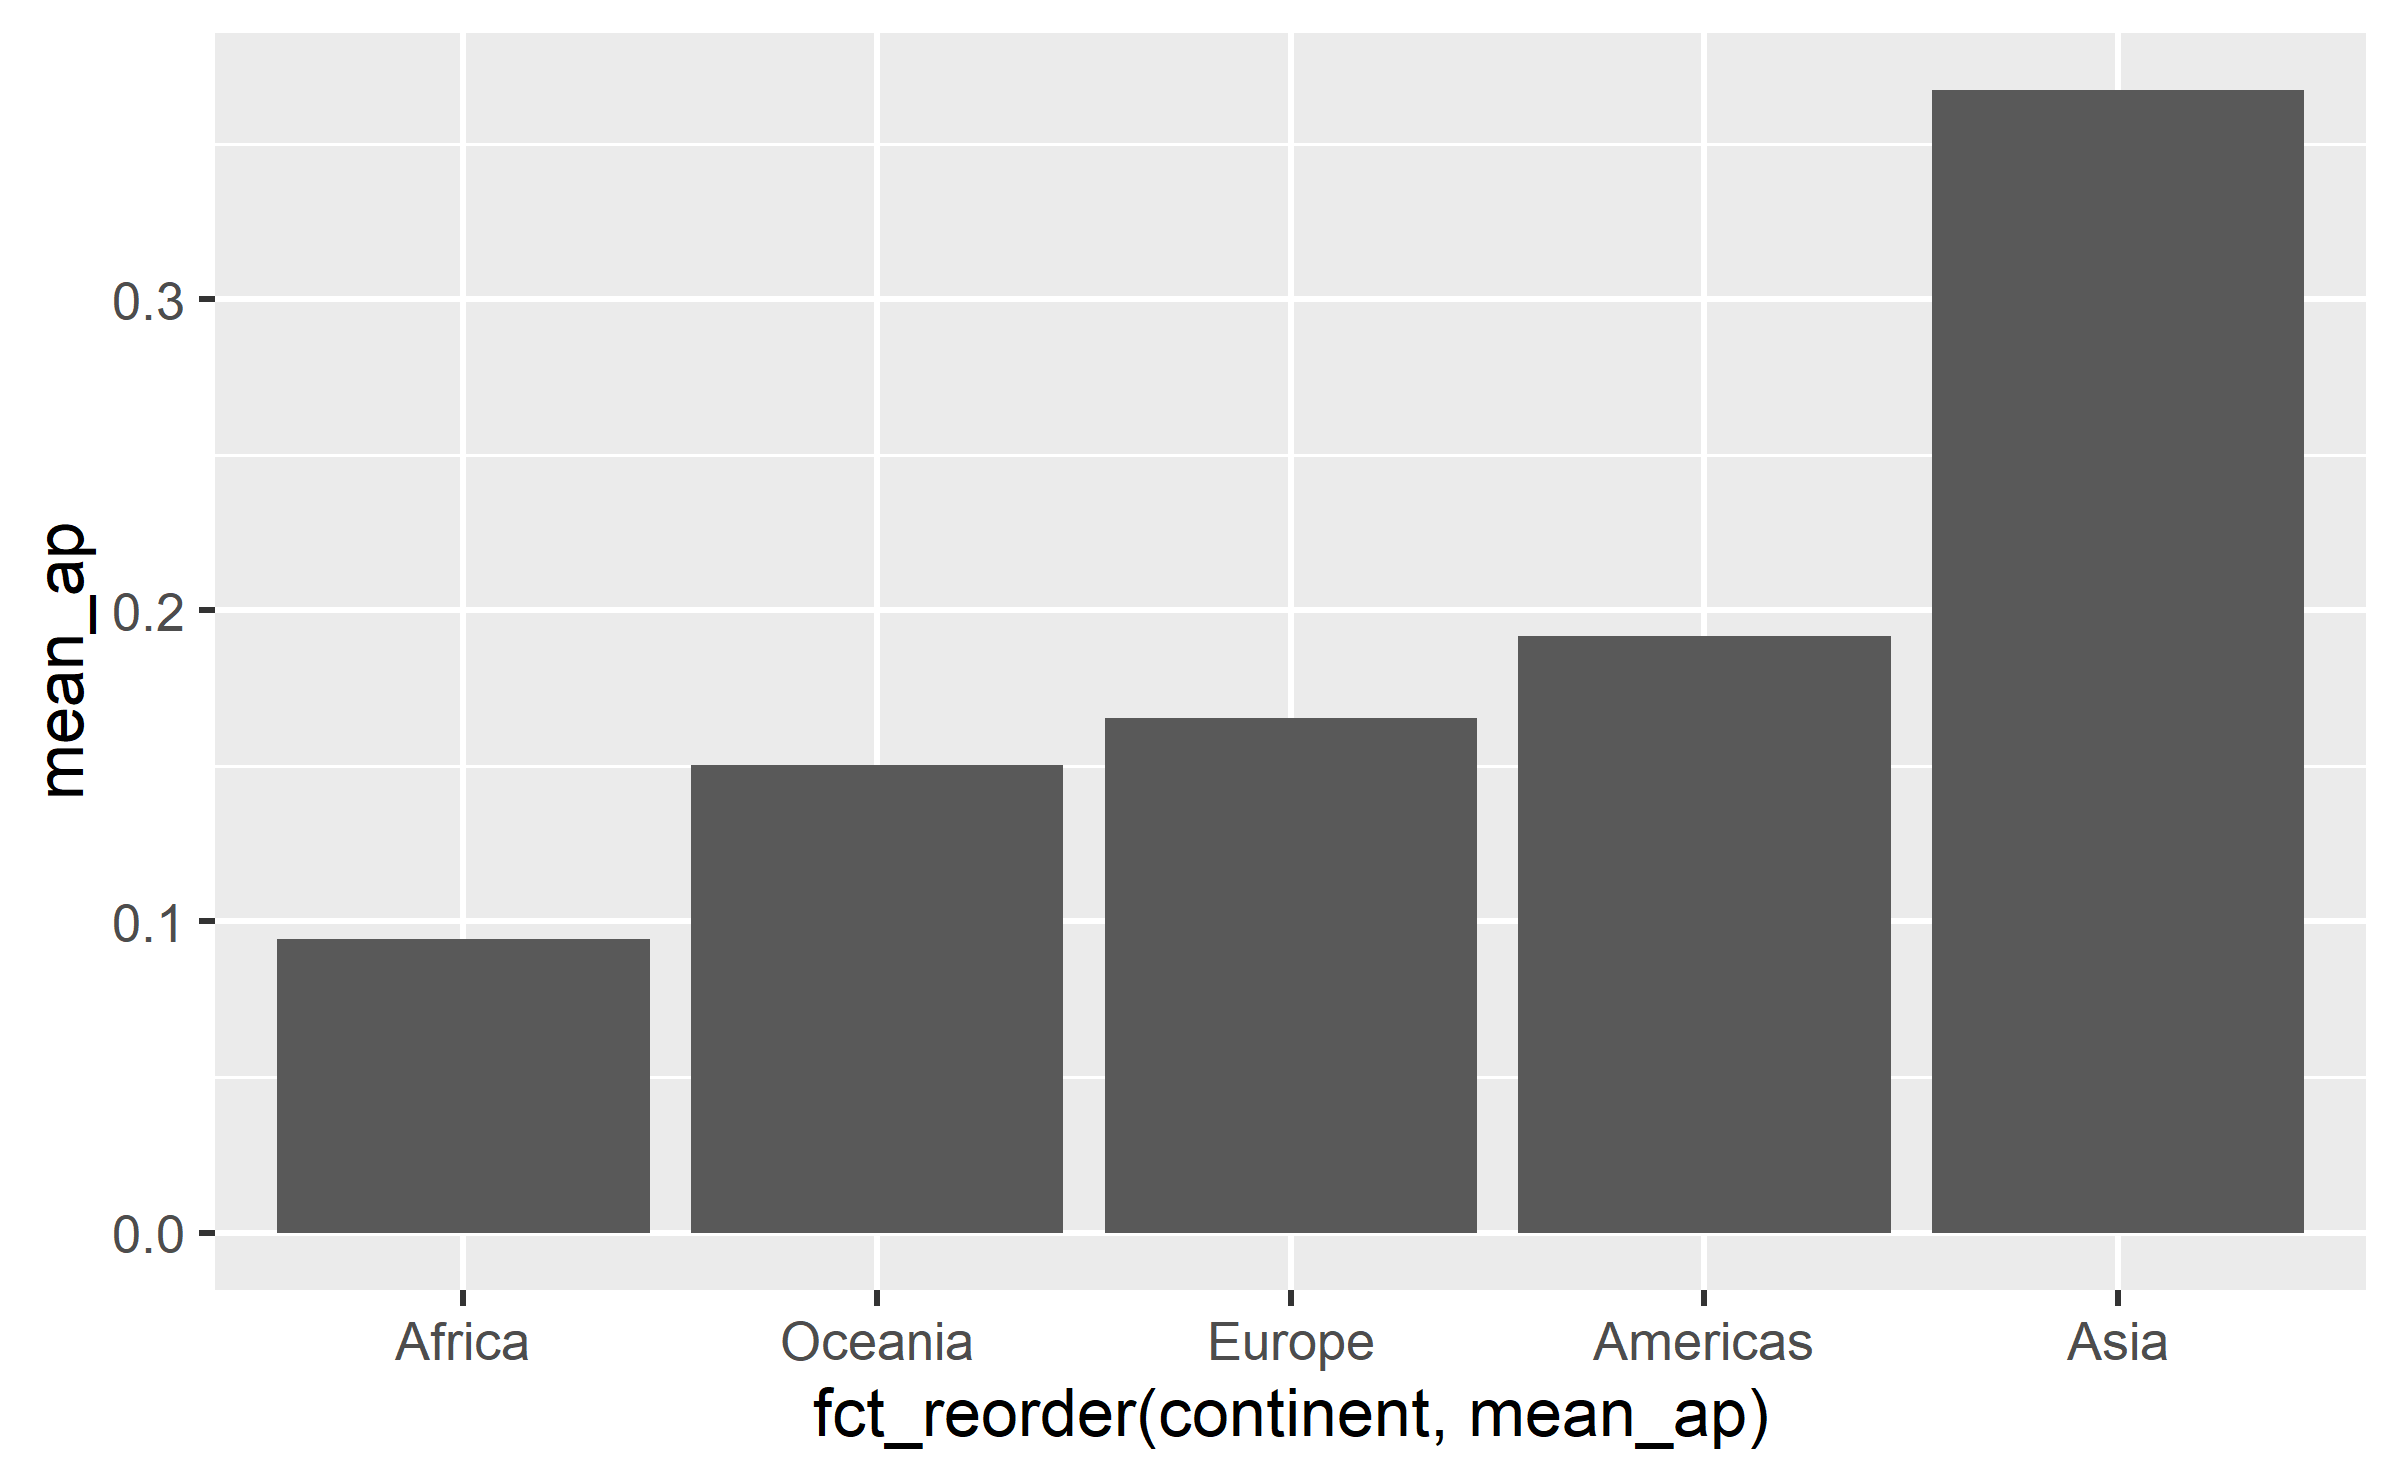 mean_ap
0.3
0.2
0.1
0.0
Africa Oceania Europe Americas Asia
fct_reorder(continent, mean_ap)